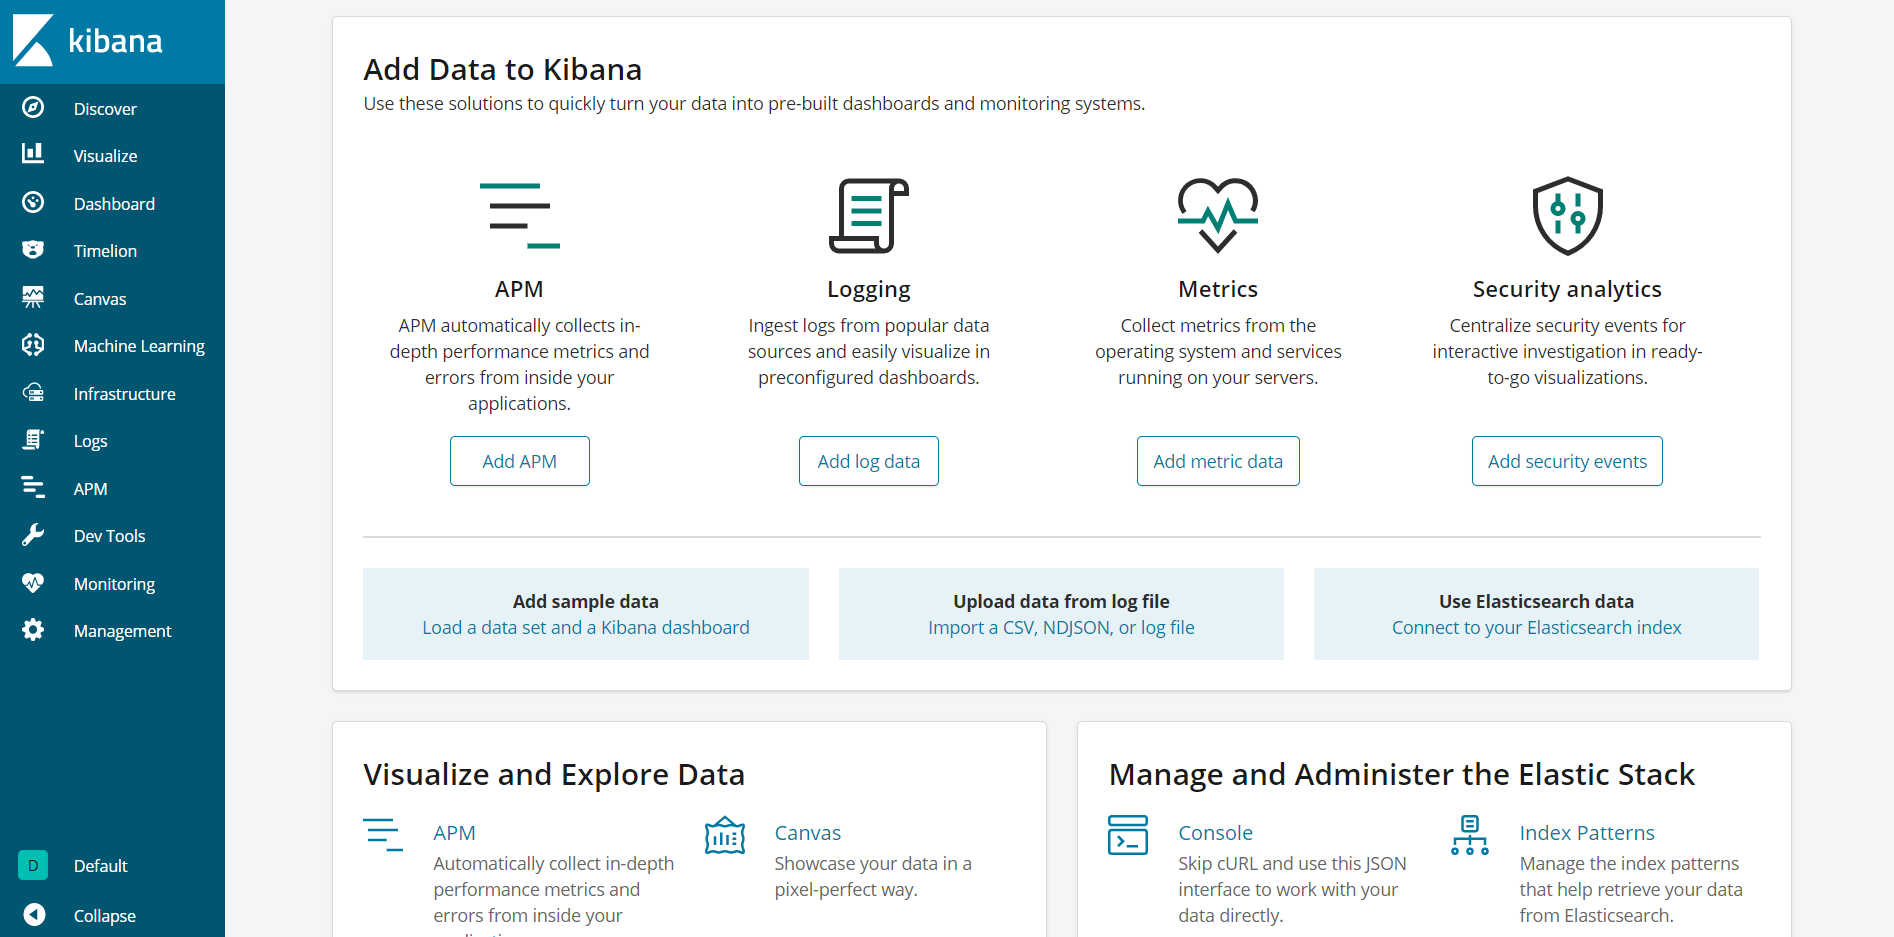 kibana
Discover
Visualize
Dashboard
Timelion
Canvas
Machine Learning
Infrastructure
Logs
APM
Dev Tools
Monitoring
Management
D
Default
Collapse
Add Data to Kibana
Use these solutions to quickly turn your data into pre-built dashboards and monitoring systems.
APM
APM automatically collects in-
depth performance metrics and
errors from inside your
applications.
Add APM
Logging
Ingest logs from popular data
sources and easily visualize in
preconfigured dashboards.
Add log data
Metrics
Collect metrics from the
operating system and services
running on your servers.
Add metric data
Security analytics
Centralize security events for
interactive investigation in ready-
to-go visualizations.
Add security events
Add sample data
Load a data set and a Kibana dashboard
Upload data from log file
Import a CSV, NDJSON, or log file
Use Elasticsearch data
Connect to your Elasticsearch index
Visualize and Explore Data
APM
Automatically collect in-depth
performance metrics and
errors from inside your
Canvas
Showcase your data in a
pixel-perfect way.
Manage and Administer the Elastic Stack
Console
Skip cURL and use this JSON
interface to work with your
data directly.
Index Patterns
Manage the index patterns
that help retrieve your data
from Elasticsearch.